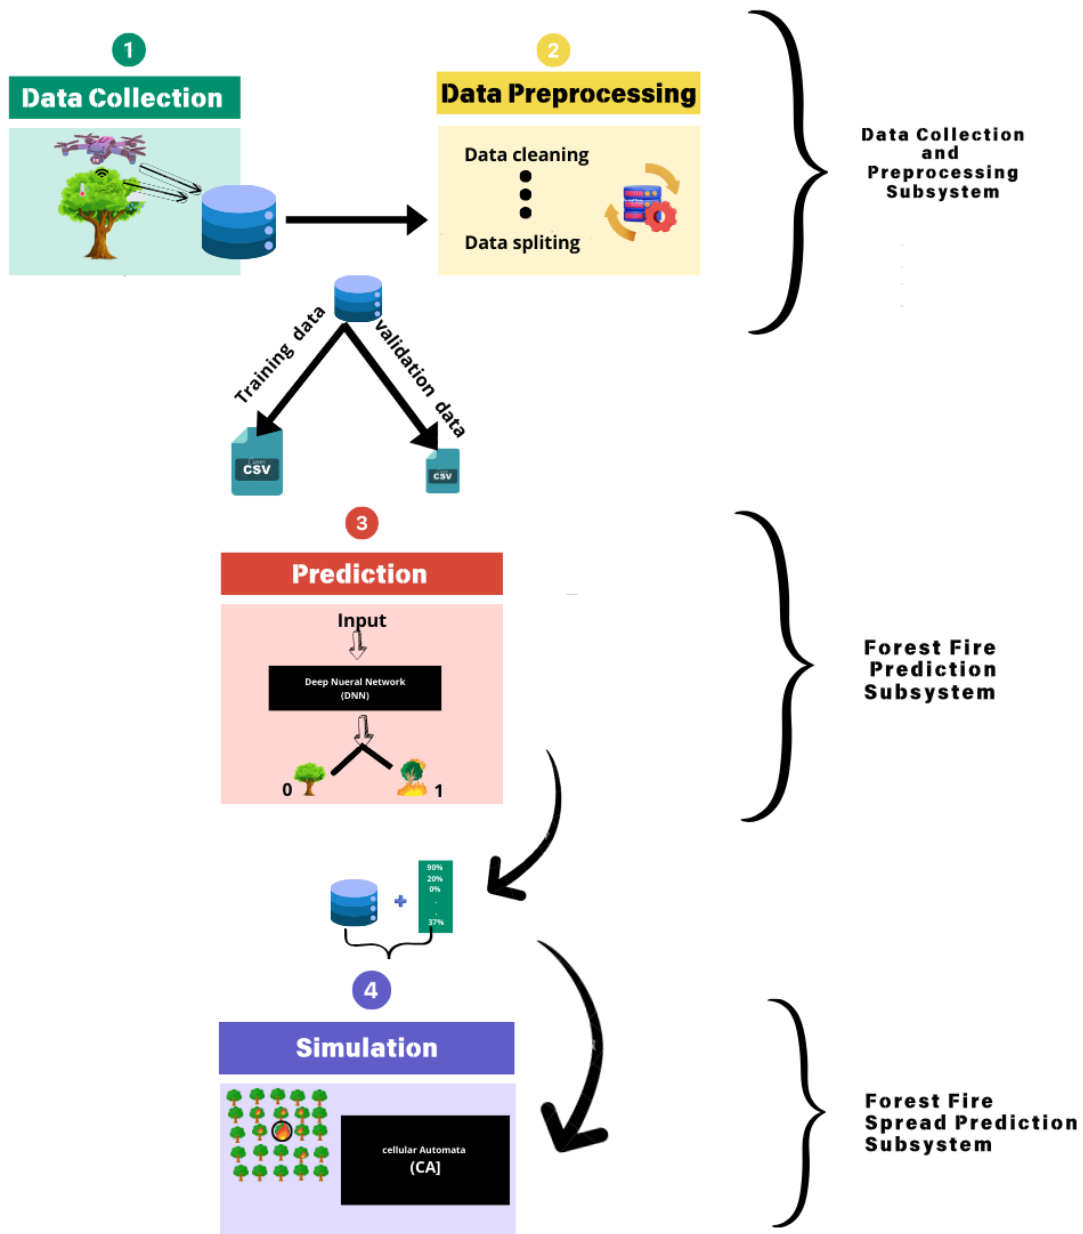 1
Data Collection
2
Data Preprocessing
Data cleaning
Data spliting
Data Collection
and
Preprocessing
Subsystem
Training data
validation data
CSV
CSV
3
Prediction
Input
Deep Nueral Network
(DNN)
0
1
Forest Fire
Prediction
Subsystem
90%
20%
0%
.
.
37%
+
4
Simulation
cellular Automata
(CA]
Forest Fire
Spread Prediction
Subsystem